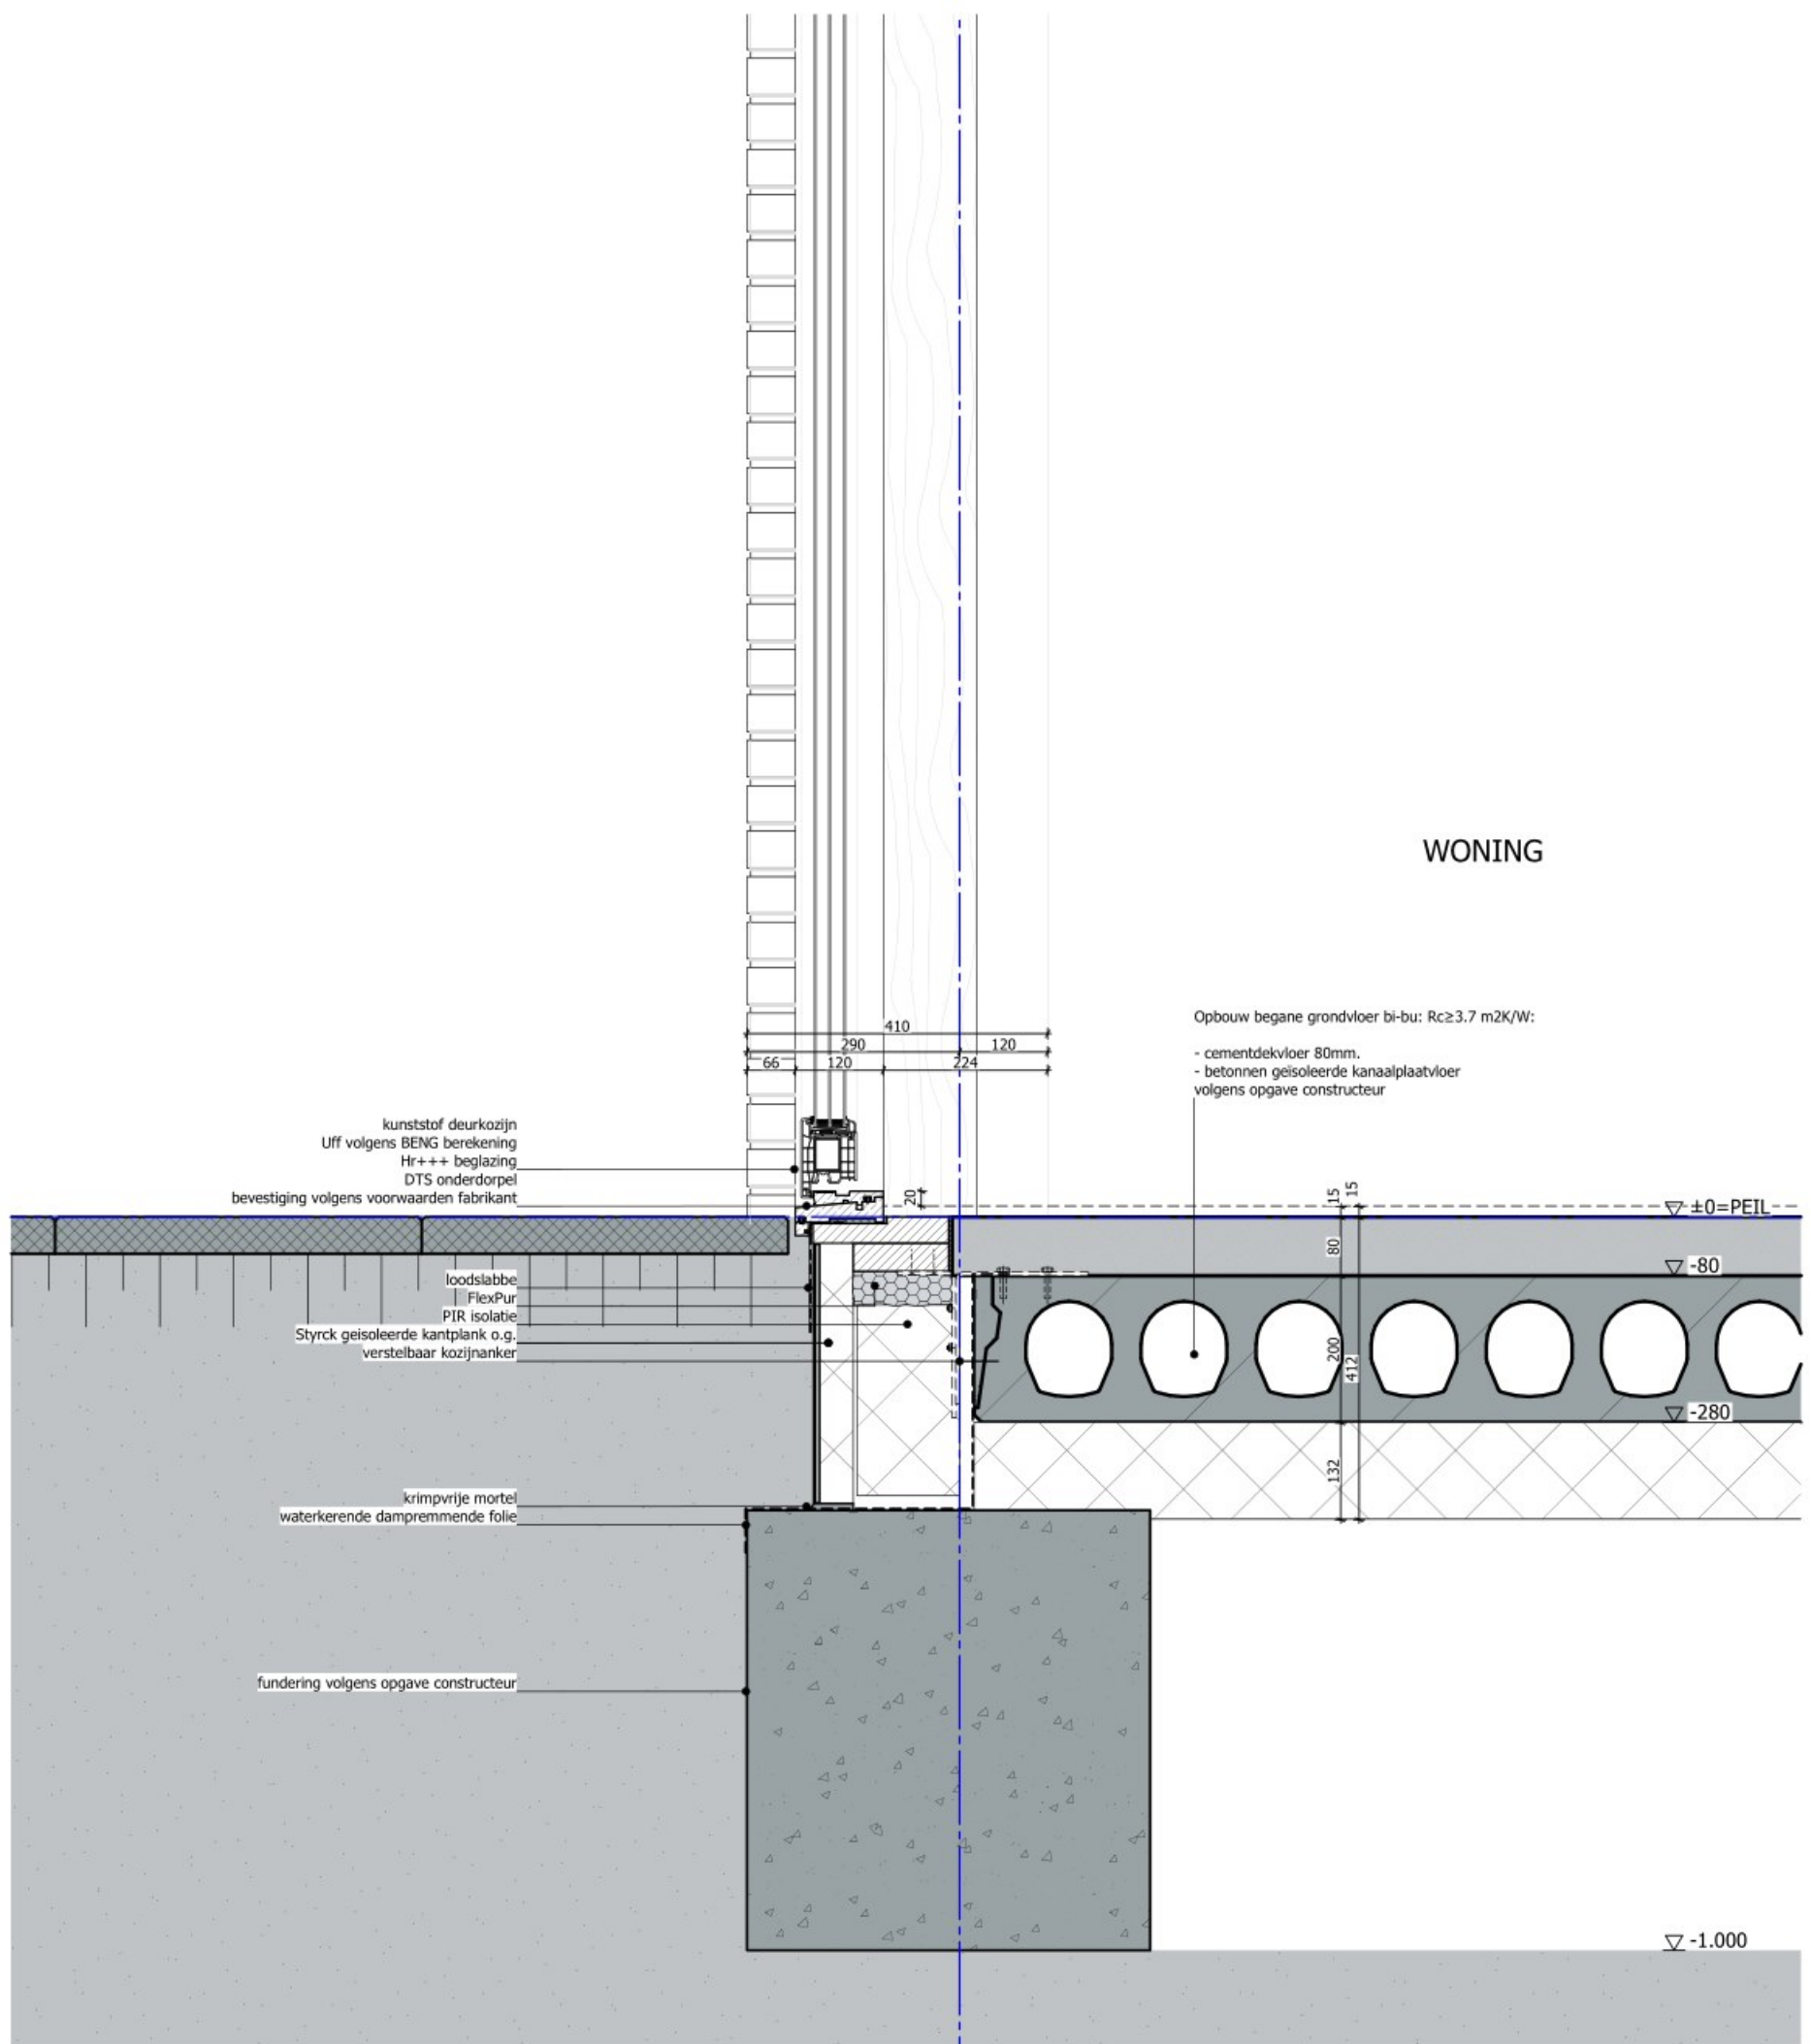 WONING
Opbouw begane grondvloer bi-bu: Rc≥3.7 m2K/W:
- cementdekvloer 80mm.
- betonnen geïsoleerde kanaalplaatvloer
volgens opgave constructeur
410
290 120
66 120 224
kunststof deurkozijn
Uff volgens BENG berekening
Hr+++ beglazing
DTS onderdorpel
bevestiging volgens voorwaarden fabrikant
20
15
15
±0=PEIL
80
-80
loodslabbe
FlexPur
PIR isolatie
Styrck geisoleerde kantplank o.g.
verstelbaar kozijnanker
200
412
-280
132
krimpvrije mortel
waterkerende dampremmende folie
fundering volgens opgave constructeur
-1.000